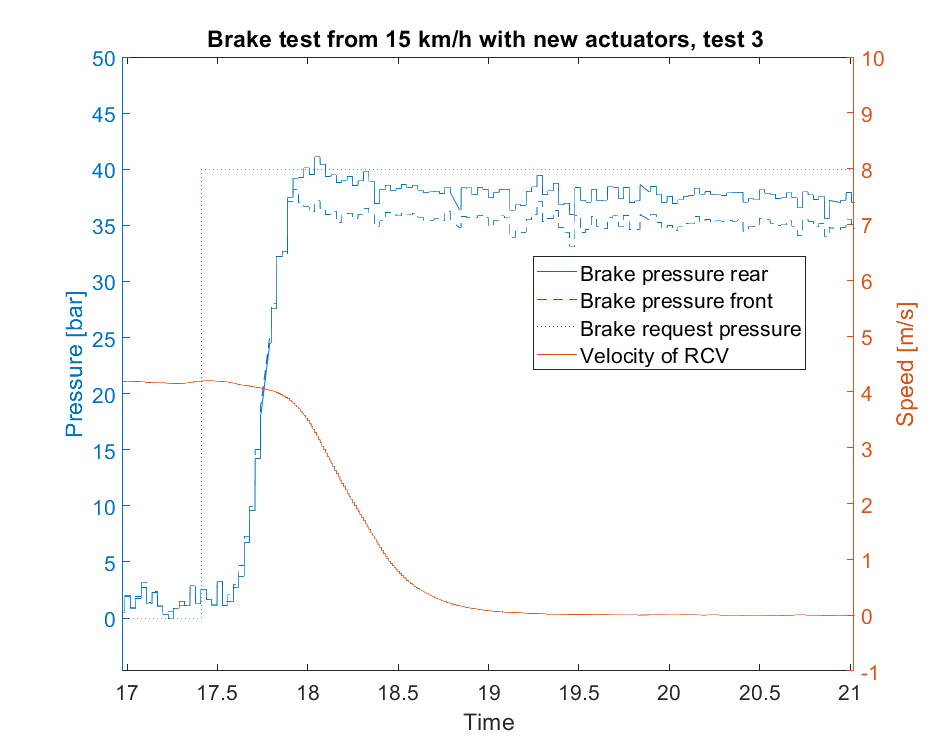 Brake test from 15 km/h with new actuators, test 3
50
45
40
35
30
25
20
15
10
5
0
Pressure [bar]
10
9
8
7
6
5
4
3
2
1
0
-1
Speed [m/s]
Brake pressure rear
Brake pressure front
Brake request pressure
Velocity of RCV
17 17.5 18 18.5 19 19.5 20 20.5 21
Time